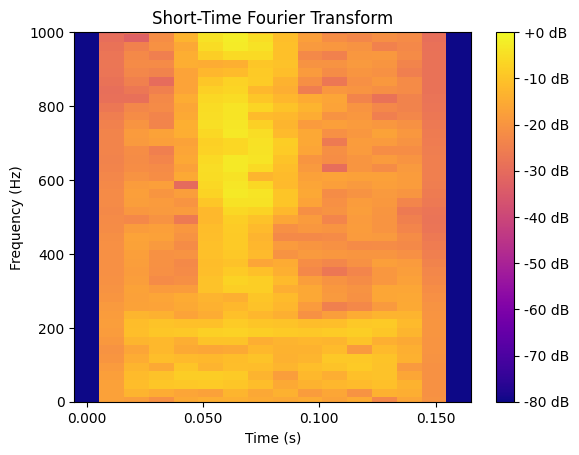 Short-Time Fourier Transform
Frequency (Hz)
1000
800
600
400
200
0
0.000
0.050
0.100
0.150
Time (s)
+0 dB
-10 dB
-20 dB
-30 dB
-40 dB
-50 dB
-60 dB
-70 dB
-80 dB